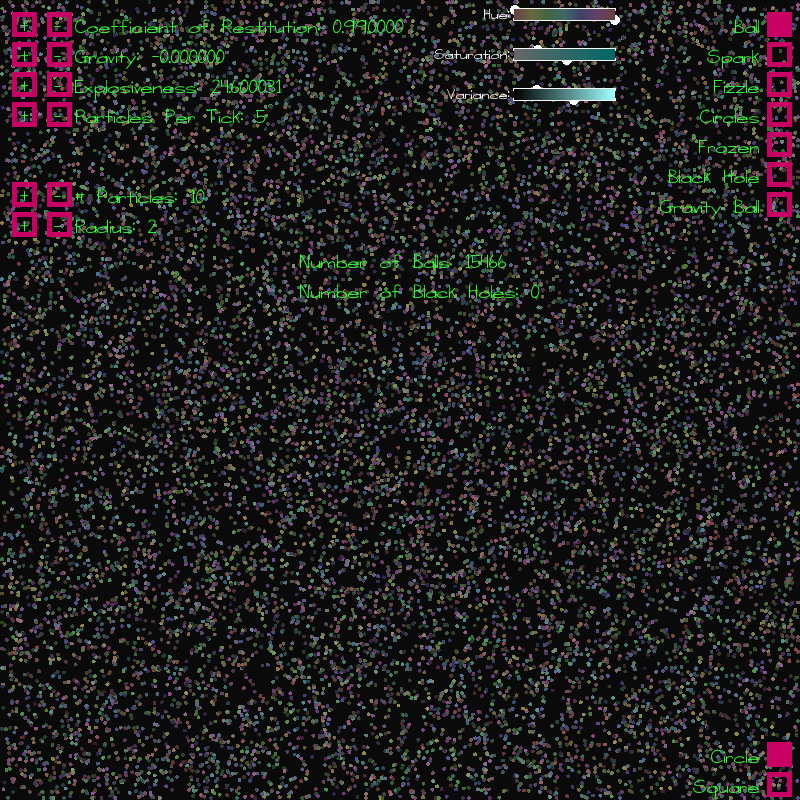 + - Coefficient of Restitution: 0.990000
+ - Gravity: -0.000000
+ - Explosiveness: 24.600031
+ - Particles Per Tick: 5
+ - # Particles: 10
+ - Radius: 2
Hue:
Saturation:
Variance:
Ball
Spark
Fizzle
Circles
Frozen
Black Hole
Gravity Ball
Number of Balls: 15466
Number of Black Holes: 0
Circle
Square